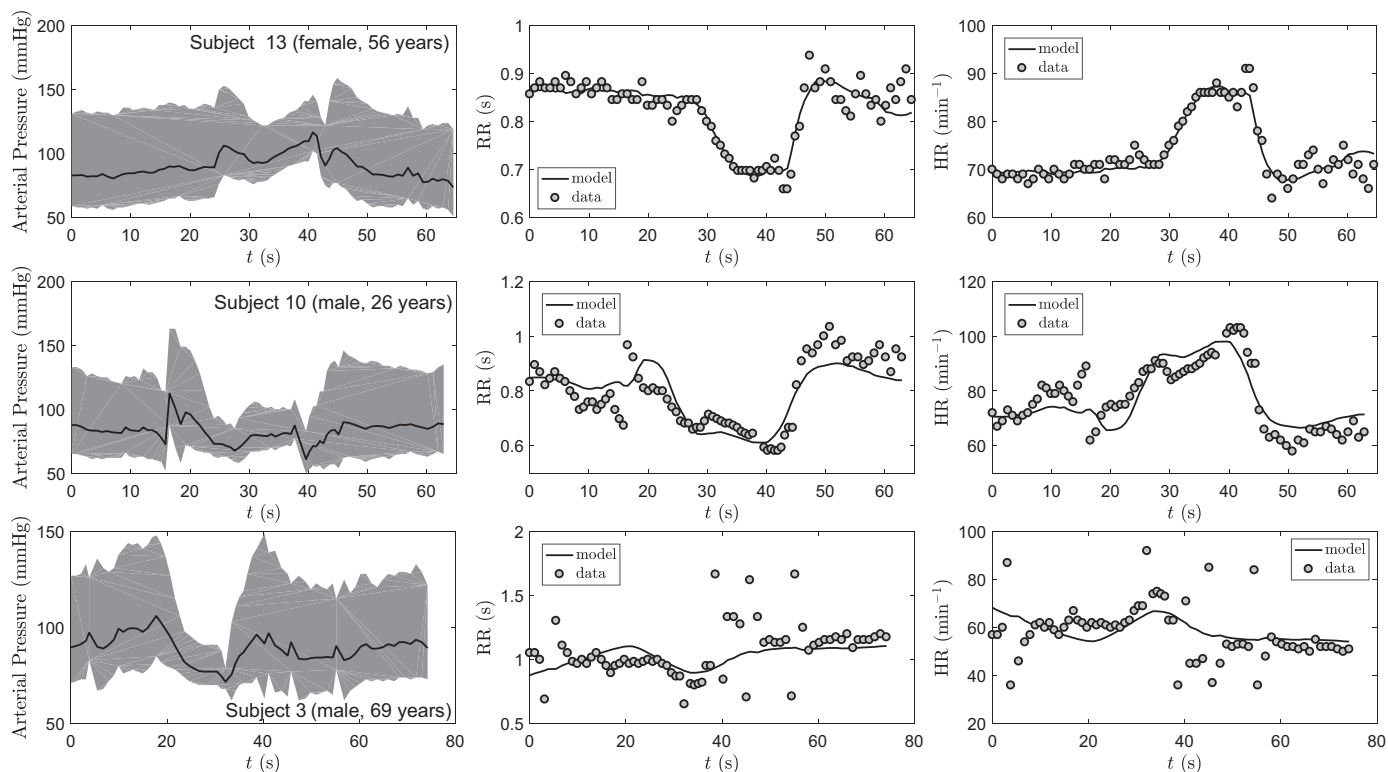 Arterial Pressure (mmHg)
200
150
100
50
Subject 13 (female, 56 years)
0 10 20 30 40 50 60
t (s)
RR (s)
1
0.9
0.8
0.7
0.6
model
data
0 10 20 30 40 50 60
t (s)
HR (min−1)
100
90
80
70
60
model
data
0 10 20 30 40 50 60
t (s)
Arterial Pressure (mmHg)
200
150
100
50
Subject 10 (male, 26 years)
0 10 20 30 40 50 60
t (s)
RR (s)
1.2
1
0.8
0.6
model
data
0 10 20 30 40 50 60
t (s)
HR (min−1)
120
100
80
60
40
model
data
0 10 20 30 40 50 60
t (s)
Arterial Pressure (mmHg)
150
100
50
Subject 3 (male, 69 years)
0 20 40 60 80
t (s)
RR (s)
2
1.5
1
0.5
model
data
0 20 40 60 80
t (s)
HR (min−1)
100
80
60
40
20
model
data
0 20 40 60 80
t (s)